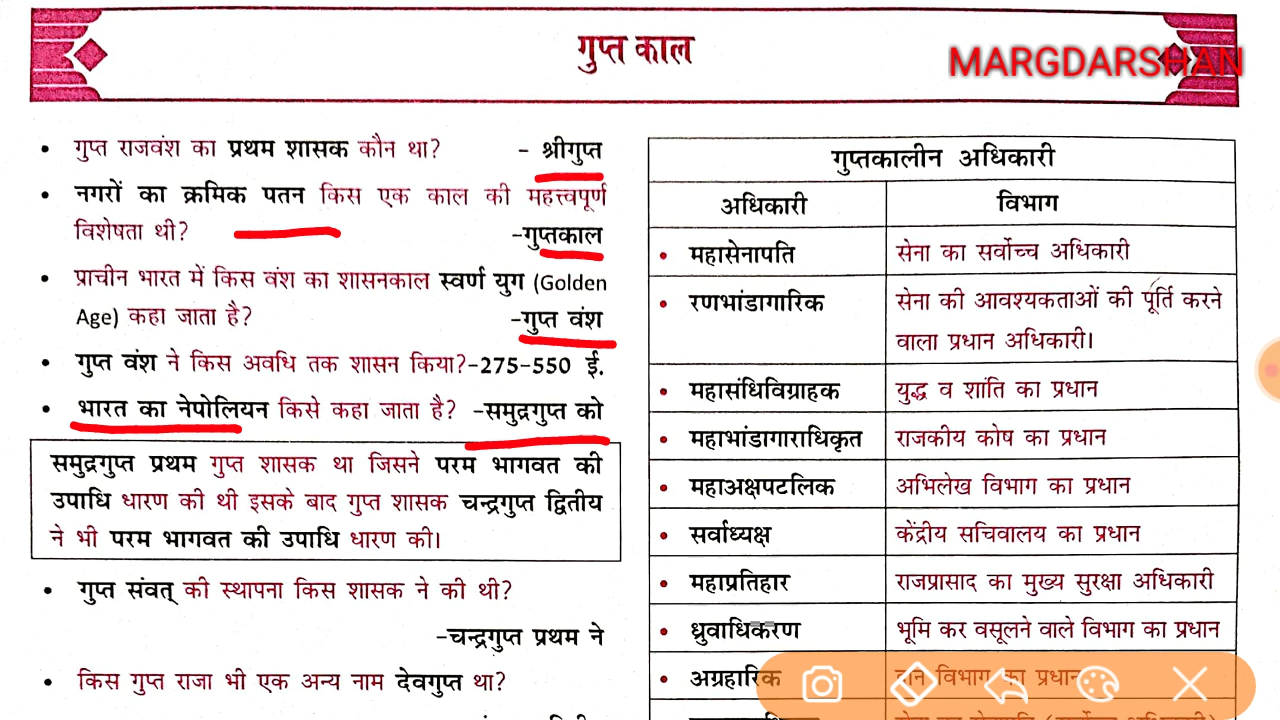 गुप्त काल
MARGDARSHAN
• गुप्त राजवंश का प्रथम शासक कौन था? - श्रीगुप्त
• नगरों का क्रमिक पतन किस एक काल की महत्त्वपूर्ण
विशेषता थी? -गुप्तकाल
• प्राचीन भारत में किस वंश का शासनकाल स्वर्ण युग (Golden
Age) कहा जाता है? -गुप्त वंश
• गुप्त वंश ने किस अवधि तक शासन किया?-275-550 ई.
• भारत का नेपोलियन किसे कहा जाता है? -समुद्रगुप्त को
समुद्रगुप्त प्रथम गुप्त शासक था जिसने परम भागवत की
उपाधि धारण की थी इसके बाद गुप्त शासक चन्द्रगुप्त द्वितीय
ने भी परम भागवत की उपाधि धारण की।
• गुप्त संवत् की स्थापना किस शासक ने की थी?
-चन्द्रगुप्त प्रथम ने
• किस गुप्त राजा भी एक अन्य नाम देवगुप्त था?
गुप्तकालीन अधिकारी
अधिकारी विभाग
• महासेनापति सेना का सर्वोच्च अधिकारी
• रणभांडागारिक सेना की आवश्यकताओं की पूर्ति करने
वाला प्रधान अधिकारी।
• महासंधिविग्राहक युद्ध व शांति का प्रधान
• महाभांडागाराधिकृत राजकीय कोष का प्रधान
• महाअक्षपटलिक अभिलेख विभाग का प्रधान
• सर्वाध्यक्ष केंद्रीय सचिवालय का प्रधान
• महाप्रतिहार राजप्रासाद का मुख्य सुरक्षा अधिकारी
• ध्रुवाधिकरण भूमि कर वसूलने वाले विभाग का प्रधान
• अग्रहारिक दान विभाग का प्रधान